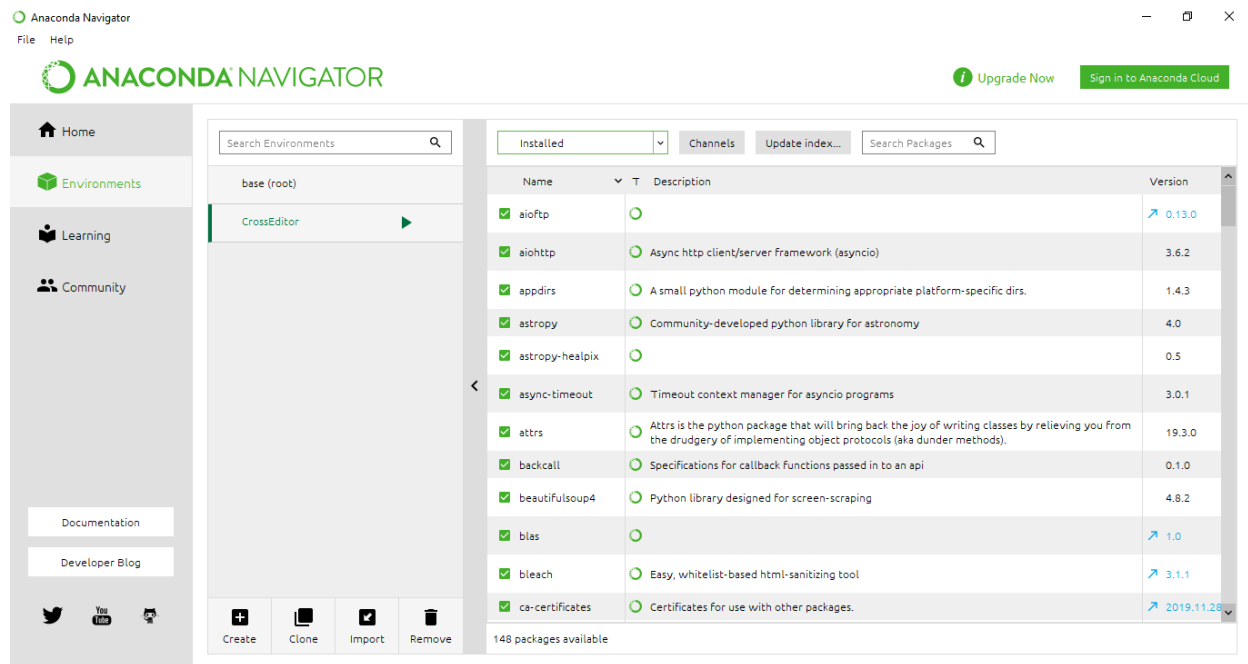 Anaconda Navigator
File Help
ANACONDA NAVIGATOR
i Upgrade Now Sign in to Anaconda Cloud
Home
Environments
Learning
Community
Documentation
Developer Blog
You
Tube
Search Environments
base (root)
CrossEditor
Create Clone Import Remove
Installed Channels Update index... Search Packages
Name T Description Version
aioftp 0.13.0
aiohttp Async http client/server framework (asyncio) 3.6.2
appdirs A small python module for determining appropriate platform-specific dirs. 1.4.3
astropy Community-developed python library for astronomy 4.0
astropy-healpix 0.5
async-timeout Timeout context manager for asyncio programs 3.0.1
attrs Attrs is the python package that will bring back the joy of writing classes by relieving you from 19.3.0
the drudgery of implementing object protocols (aka dunder methods).
backcall Specifications for callback functions passed in to an api 0.1.0
beautifulsoup4 Python library designed for screen-scraping 4.8.2
blas 1.0
bleach Easy, whitelist-based html-sanitizing tool 3.1.1
ca-certificates Certificates for use with other packages. 2019.11.28
148 packages available